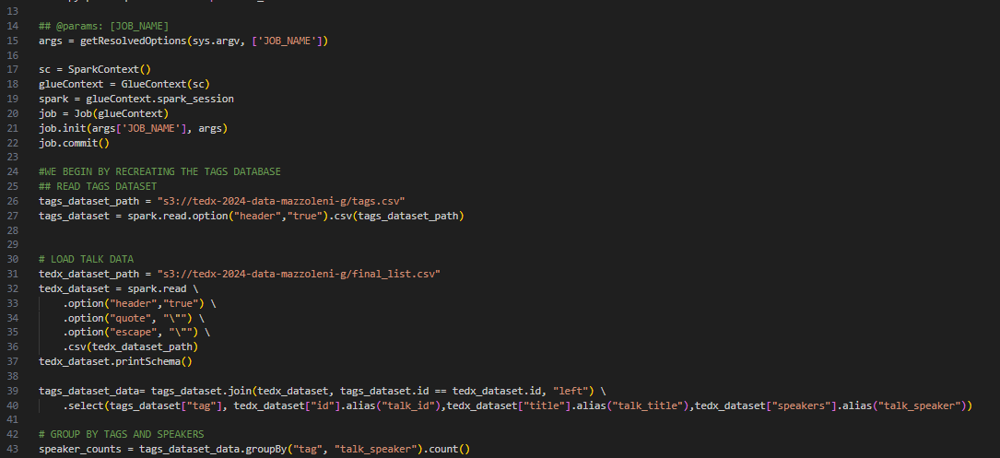 13
14 ## @params: [JOB_NAME]
15 args = getResolvedOptions(sys.argv, ['JOB_NAME'])
16
17 sc = SparkContext()
18 glueContext = GlueContext(sc)
19 spark = glueContext.spark_session
20 job = Job(glueContext)
21 job.init(args['JOB_NAME'], args)
22 job.commit()
23
24 #WE BEGIN BY RECREATING THE TAGS DATABASE
25 ## READ TAGS DATASET
26 tags_dataset_path = "s3://tedx-2024-data-mazzoleni-g/tags.csv"
27 tags_dataset = spark.read.option("header","true").csv(tags_dataset_path)
28
29
30 # LOAD TALK DATA
31 tedx_dataset_path = "s3://tedx-2024-data-mazzoleni-g/final_list.csv"
32 tedx_dataset = spark.read \
33     .option("header","true") \
34     .option("quote", "\"") \
35     .option("escape", "\"") \
36     .csv(tedx_dataset_path)
37 tedx_dataset.printSchema()
38
39 tags_dataset_data= tags_dataset.join(tedx_dataset, tags_dataset.id == tedx_dataset.id, "left") \
40     .select(tags_dataset["tag"], tedx_dataset["id"].alias("talk_id"),tedx_dataset["title"].alias("talk_title"),tedx_dataset["speakers"].alias("talk_speaker"))
41
42 # GROUP BY TAGS AND SPEAKERS
43 speaker_counts = tags_dataset_data.groupBy("tag", "talk_speaker").count()